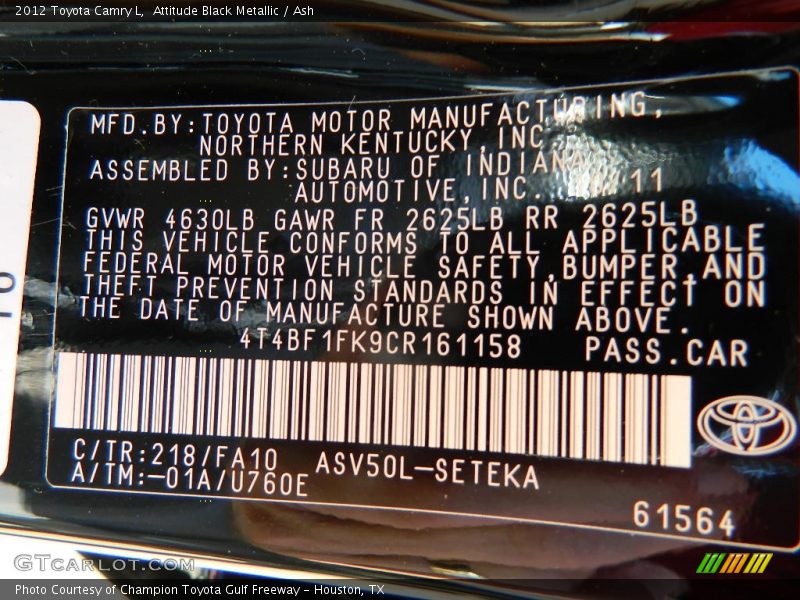 2012 Toyota Camry L,  Attitude Black Metallic / Ash
MFD.BY:TOYOTA MOTOR MANUFACTURING,
NORTHERN KENTUCKY,INC.
ASSEMBLED BY:SUBARU OF INDIANA
AUTOMOTIVE,INC. 11
GVWR 4630LB GAWR FR 2625LB RR 2625LB
THIS VEHICLE CONFORMS TO ALL APPLICABLE
FEDERAL MOTOR VEHICLE SAFETY,BUMPER,AND
THEFT PREVENTION STANDARDS IN EFFECT ON
THE DATE OF MANUFACTURE SHOWN ABOVE.
4T4BF1FK9CR161158 PASS.CAR
C/TR:218/FA10 ASV50L-SETEKA
A/TM:-01A/U760E
61564
GTCARLOT.COM
Photo Courtesy of Champion Toyota Gulf Freeway - Houston, TX